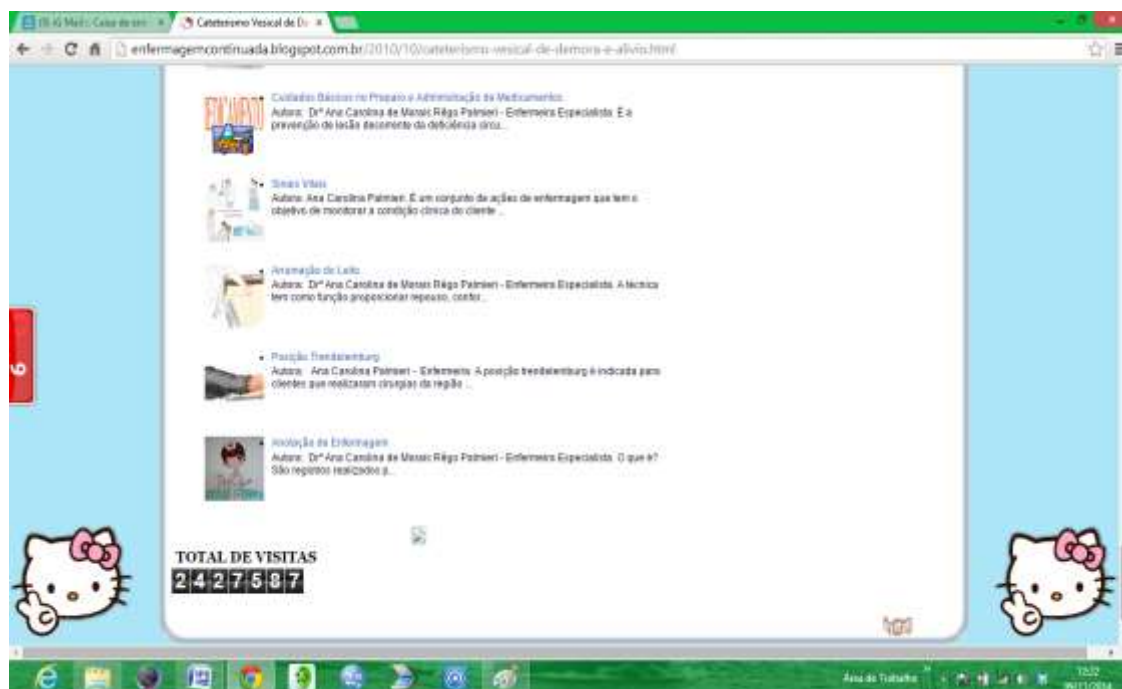 Cateterismo Vesical de De
enfermagemcontinuada.blogspot.com.br/2010/10/cateterismo-vesical-de-demora-e-alivio.html
Cuidados Básicos no Preparo e Administração de Medicamentos
Autora: Drª Ana Carolina de Morais Rêgo Palmieri - Enfermeira Especialista. É a
prevenção de lesão decorrente da deficiência circu...
Sinais Vitais
Autora: Ana Carolina Palmieri. É um conjunto de ações de enfermagem que tem o
objetivo de monitorar a condição clínica do cliente ...
Arrumação de Leito
Autora: Drª Ana Carolina de Morais Rêgo Palmieri - Enfermeira Especialista. A técnica
tem como função proporcionar repouso, confor...
Posição Trendelemburg
Autora: Ana Carolina Palmieri - Enfermeira. A posição trendelemburg é indicada para
clientes que realizaram cirurgias da região ...
Anotação de Enfermagem
Autora: Drª Ana Carolina de Morais Rêgo Palmieri - Enfermeira Especialista. O que é?
São registros realizados p...
TOTAL DE VISITAS
2427587
Área de Trabalho